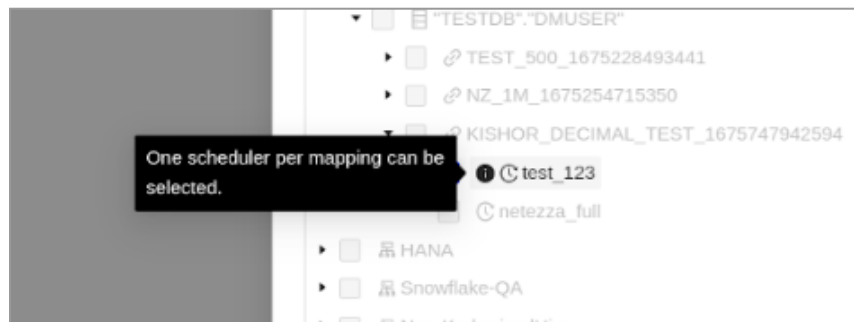 "TESTDB"."DMUSER"
TEST_500_1675228493441
NZ_1M_1675254715350
KISHOR_DECIMAL_TEST_1675747942594
One scheduler per mapping can be
selected.
test_123
netezza_full
HANA
Snowflake-QA